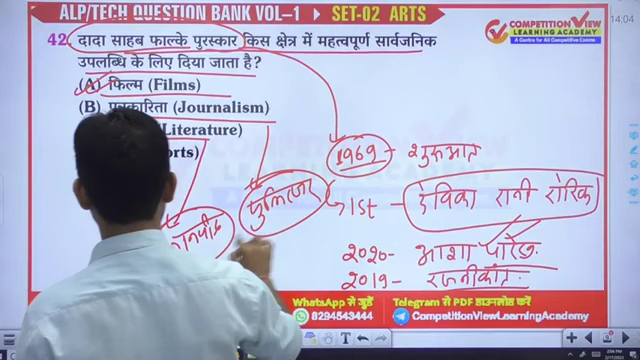 ALP/TECH QUESTION BANK VOL-1
SET-02 ARTS
COMPETITION VIEW
LEARNING ACADEMY
A Centre for All Competitive Exams
14:04
42. दादा साहब फाल्के पुरस्कार किस क्षेत्र में महत्वपूर्ण सार्वजनिक
उपलब्धि के लिए दिया जाता है?
(A) फिल्म (Films)
(B) पत्रकारिता (Journalism)
Literature)
orts)
1969 - शुरुआत
पुलित्जर
1st - देविका रानी रोरिक
2020 - आशा पारेख
2019 - रजनीकांत
WhatsApp से जुड़ें
8294543444
Telegram से PDF डाउनलोड करें
CompetitionViewLearningAcademy